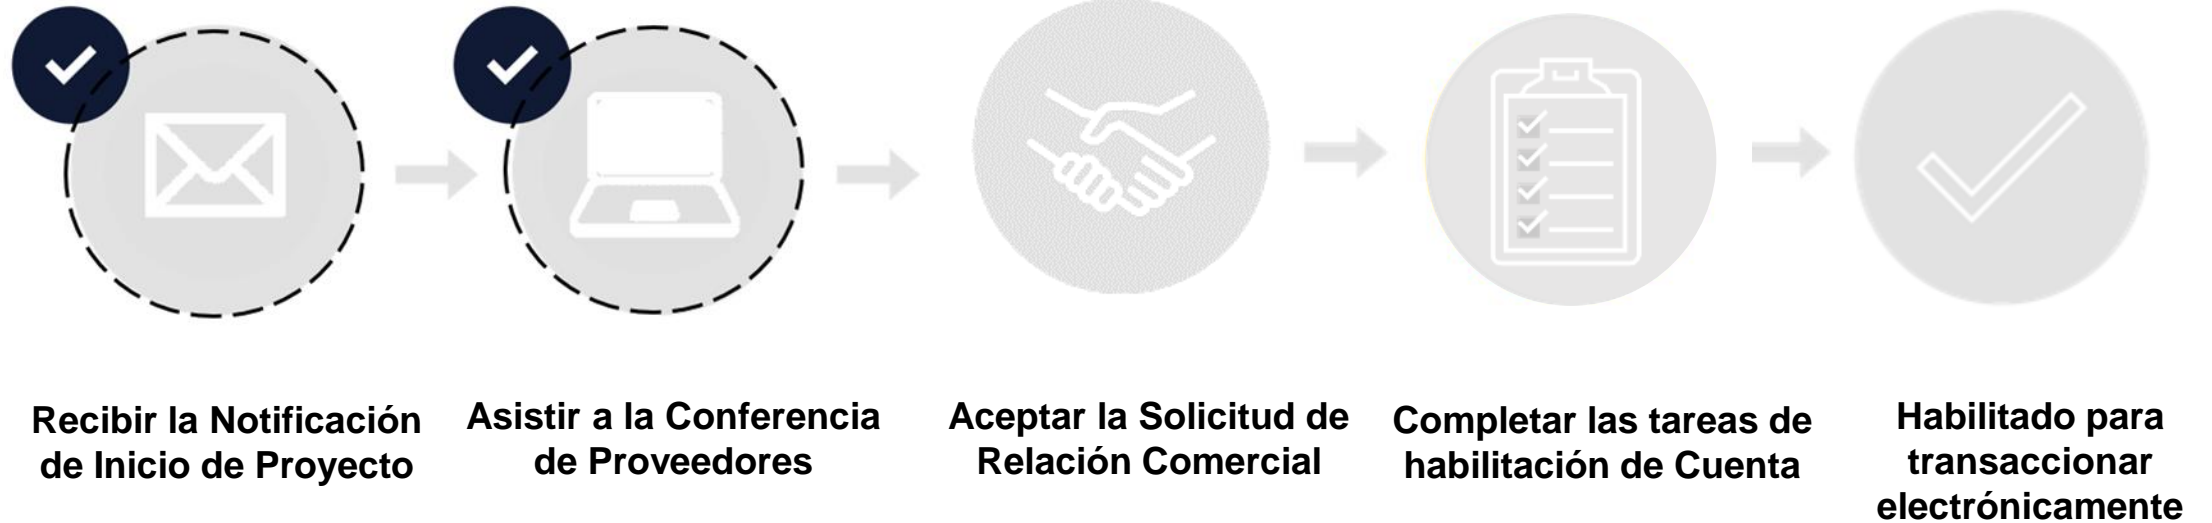 Recibir la Notificación
de Inicio de Proyecto
Asistir a la Conferencia
de Proveedores
Aceptar la Solicitud de
Relación Comercial
Completar las tareas de
habilitación de Cuenta
Habilitado para
transaccionar
electrónicamente